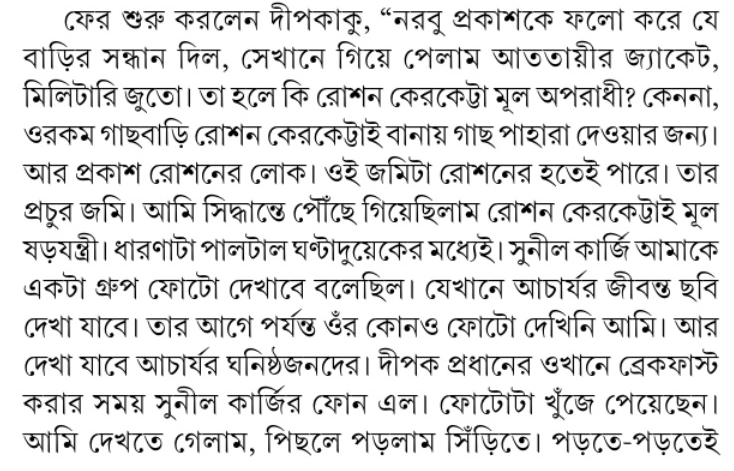 ফের শুরু করলেন দীপকাকু, “নরবু প্রকাশকে ফলো করে যে
বাড়ির সন্ধান দিল, সেখানে গিয়ে পেলাম আততায়ীর জ্যাকেট,
মিলিটারি জুতো। তা হলে কি রোশন কেরকেট্টা মূল অপরাধী? কেননা,
ওরকম গাছবাড়ি রোশন কেরকেট্টাই বানায় গাছ পাহারা দেওয়ার জন্য।
আর প্রকাশ রোশনের লোক। ওই জমিটা রোশনের হতেই পারে। তার
প্রচুর জমি। আমি সিদ্ধান্তে পৌঁছে গিয়েছিলাম রোশন কেরকেট্টাই মূল
ষড়যন্ত্রী। ধারণাটা পালটাল ঘণ্টাদুয়েকের মধ্যেই। সুনীল কার্জি আমাকে
একটা গ্রুপ ফোটো দেখাবে বলেছিল। যেখানে আচার্যর জীবন্ত ছবি
দেখা যাবে। তার আগে পর্যন্ত ওঁর কোনও ফোটো দেখিনি আমি। আর
দেখা যাবে আচার্যর ঘনিষ্ঠজনদের। দীপক প্রধানের ওখানে ব্রেকফাস্ট
করার সময় সুনীল কার্জির ফোন এল। ফোটোটা খুঁজে পেয়েছেন।
আমি দেখতে গেলাম, পিছলে পড়লাম সিঁড়িতে। পড়তে-পড়তেই